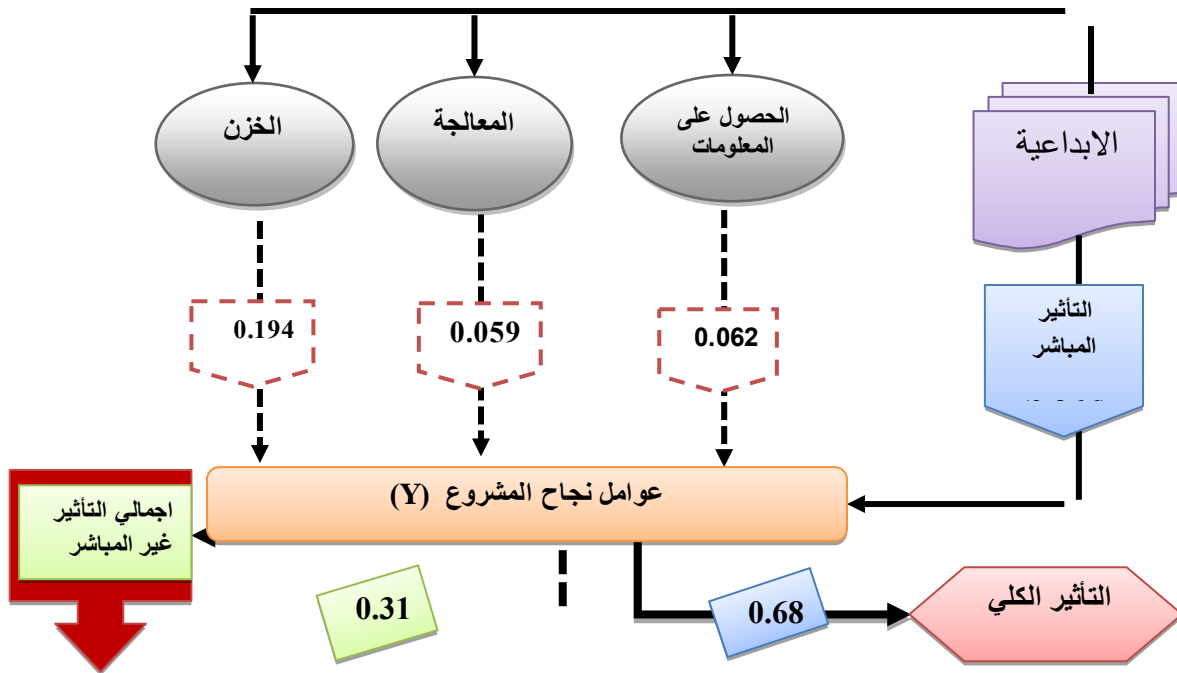 الخزن
المعالجة
الحصول على
المعلومات
الابداعية
0.194
0.059
0.062
التأثير
المباشر
عوامل نجاح المشروع (Y)
اجمالي التأثير
غير المباشر
0.31
0.68
التأثير الكلي